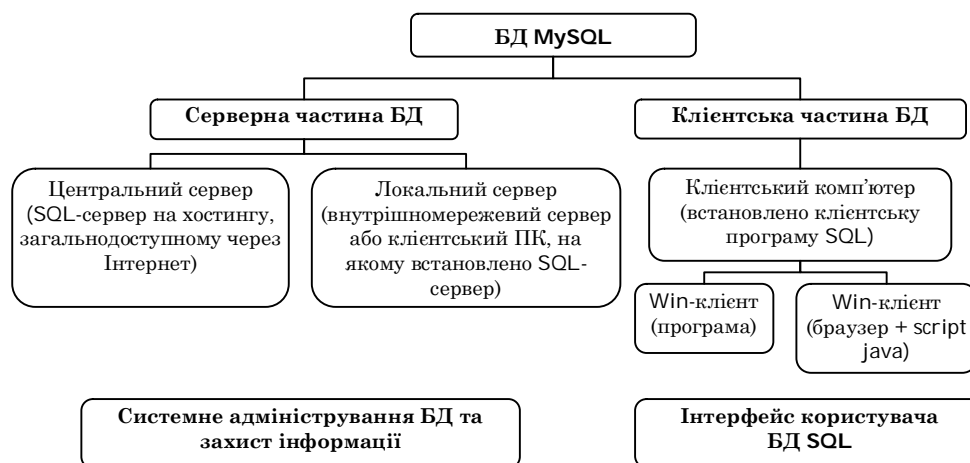 БД MySQL
Серверна частина БД
Клієнтська частина БД
Центральний сервер
(SQL-сервер на хостингу,
загальнодоступному через
Інтернет)
Локальний сервер
(внутрішномережевий сервер
або клієнтський ПК, на
якому встановлено SQL-
сервер)
Клієнтський комп'ютер
(встановлено клієнтську
програму SQL)
Win-клієнт
(програма)
Win-клієнт
(браузер + script
java)
Системне адміністрування БД та
захист інформації
Інтерфейс користувача
БД SQL